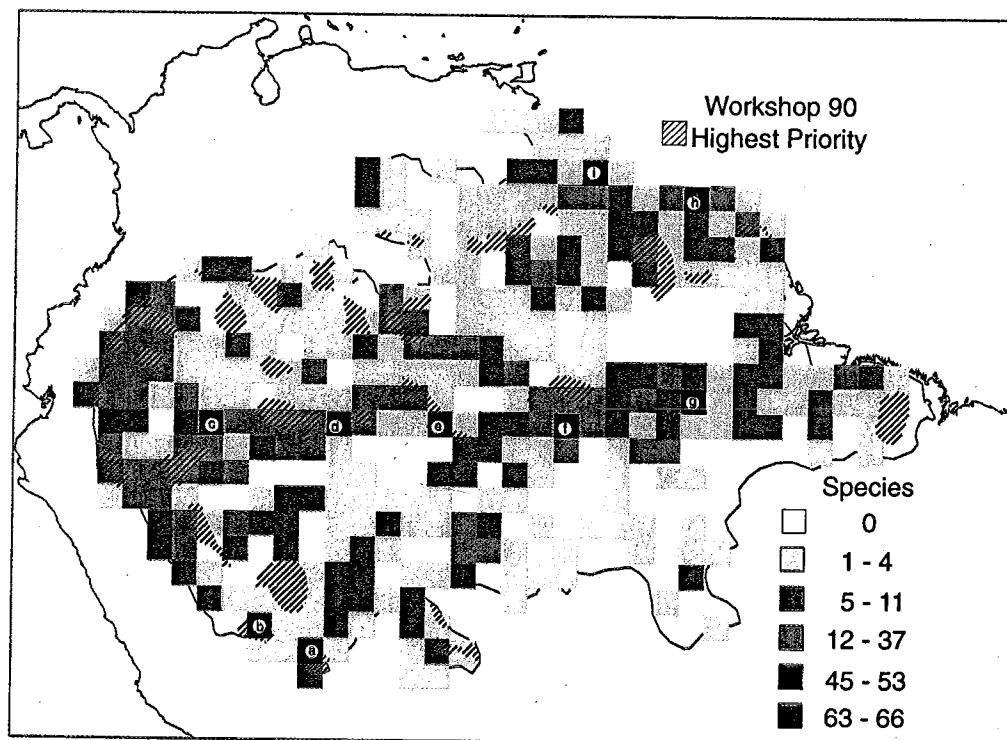 Workshop 90
Highest Priority
i
h
g
c
d
e
f
b
a
Species
0
1 - 4
5 - 11
12 - 37
45 - 53
63 - 66